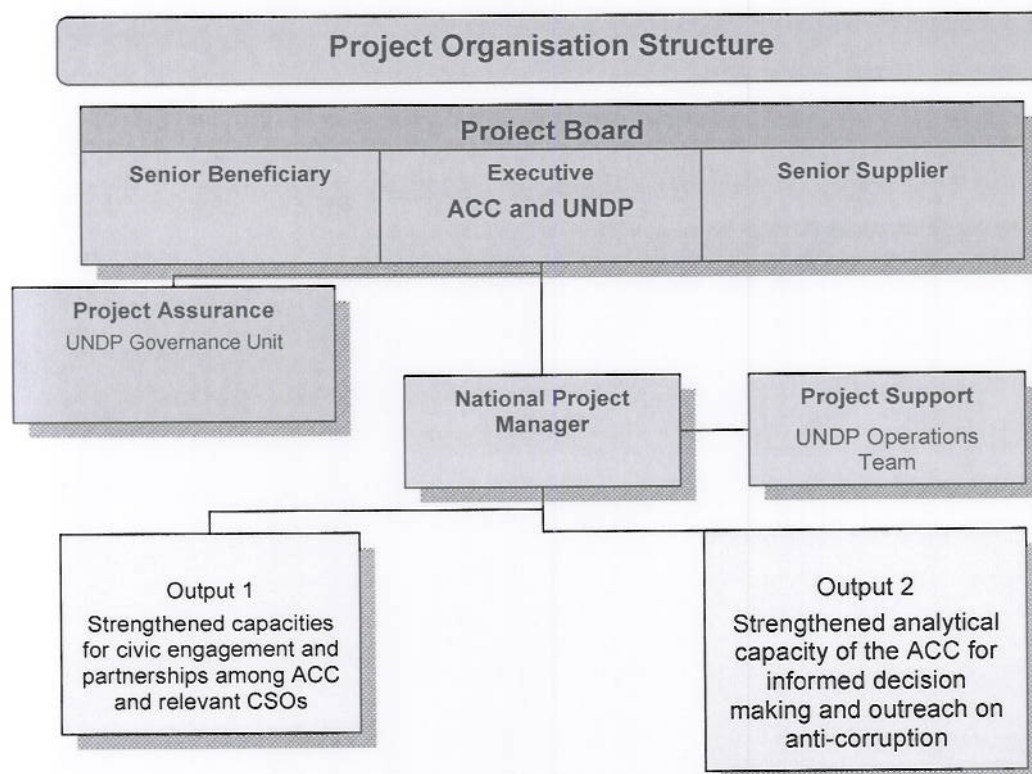 Project Organisation Structure
Project Board
Senior Beneficiary
Executive
ACC and UNDP
Senior Supplier
Project Assurance
UNDP Governance Unit
National Project
Manager
Project Support
UNDP Operations
Team
Output 1
Strengthened capacities
for civic engagement and
partnerships among ACC
and relevant CSOs
Output 2
Strengthened analytical
capacity of the ACC for
informed decision
making and outreach on
anti-corruption